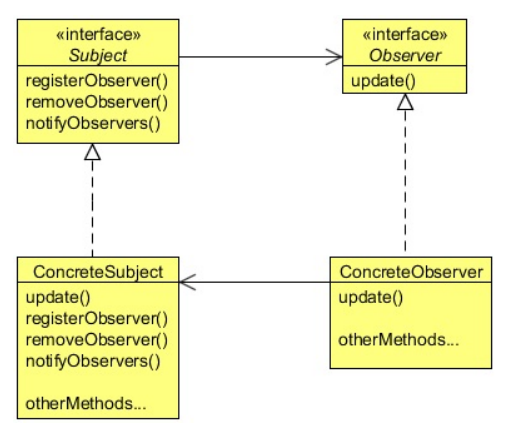 «interface»
Subject
registerObserver()
removeObserver()
notifyObservers()
«interface»
Observer
update()
ConcreteSubject
update()
registerObserver()
removeObserver()
notifyObservers()
otherMethods...
ConcreteObserver
update()
otherMethods...